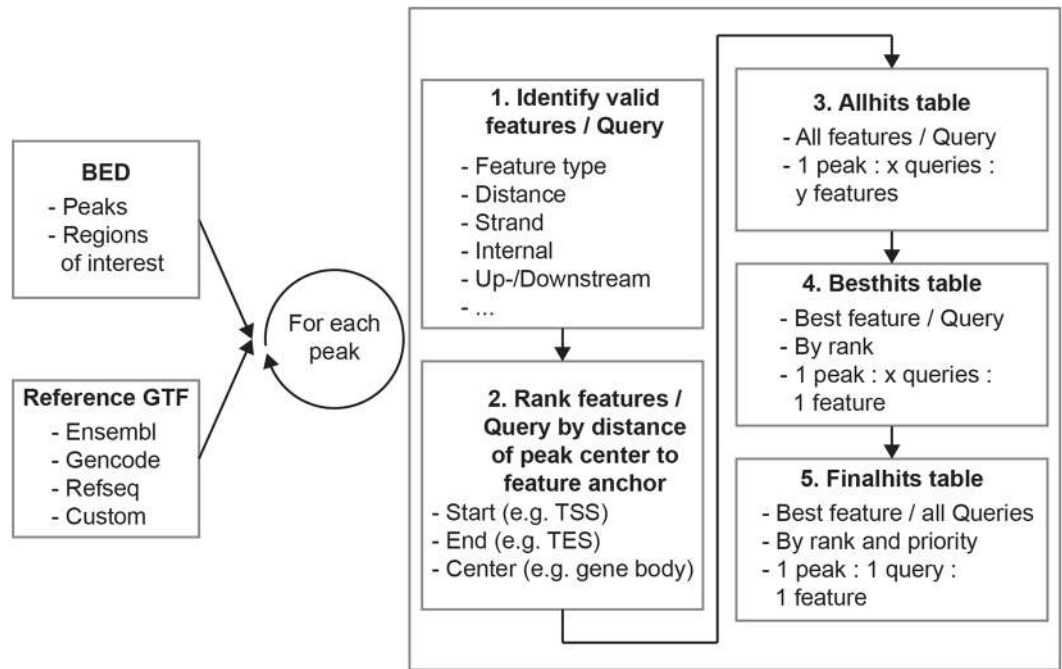 BED
- Peaks
- Regions
of interest
Reference GTF
- Ensembl
- Gencode
- Refseq
- Custom
For each
peak
1. Identify valid
features / Query
- Feature type
- Distance
- Strand
- Internal
- Up-/Downstream
- ...
2. Rank features /
Query by distance
of peak center to
feature anchor
- Start (e.g. TSS)
- End (e.g. TES)
- Center (e.g. gene body)
3. Allhits table
- All features / Query
- 1 peak : x queries :
y features
4. Besthits table
- Best feature / Query
- By rank
- 1 peak : x queries :
1 feature
5. Finalhits table
- Best feature / all Queries
- By rank and priority
- 1 peak : 1 query :
1 feature